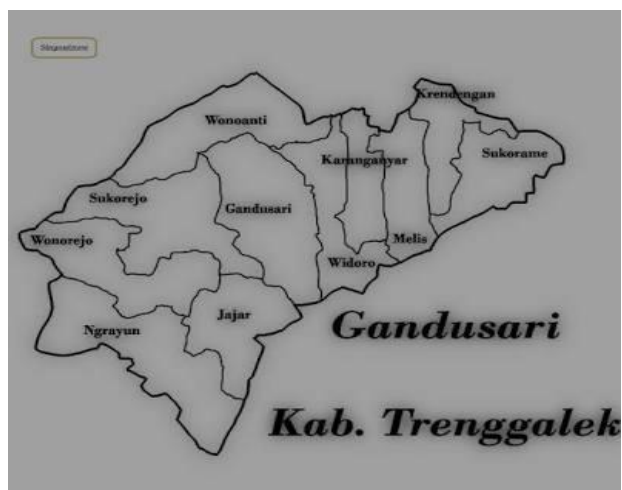 Krendengan
Wonoanti
Karanganyar
Sukorame
Sukorejo
Gandusari
Wonorejo
Melis
Widoro
Jajar
Ngrayun
Gandusari
Kab. Trenggalek